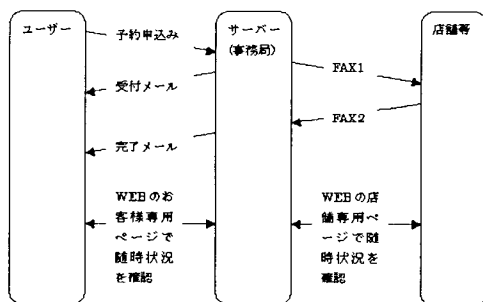 ユーザー
サーバー
(事務局)
店舗等
予約申込み
受付メール
完了メール
FAX1
FAX2
WEBのお
客様専用
ページで
随時状況
を確認
WEBの店
舗専用ペ
ージで随
時状況を
確認